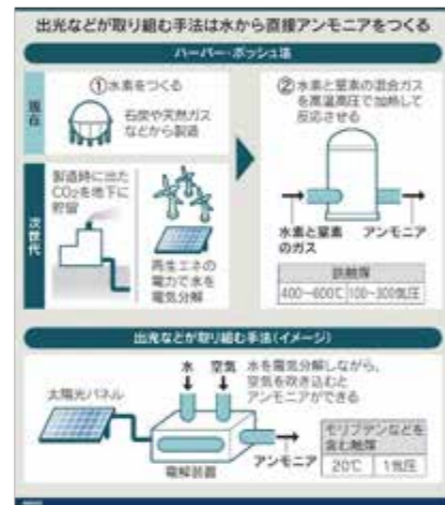 出光などが取り組む手法は水から直接アンモニアをつくる
ハーバー・ボッシュ法
現在
①水素をつくる
石炭や天然ガス
などから製造
②水素と窒素の混合ガス
を高温高圧で加熱して
反応させる
次世代
製造時に出た
CO₂を地下に
貯留
再生エネの
電力で水を
電気分解
水素と窒素
のガス
アンモニア
鉄触媒
400~600℃
100~300気圧
出光などが取り組む手法(イメージ)
水
空気
水を電気分解しながら、
空気を吹き込むと
アンモニアができる
太陽光パネル
電解装置
アンモニア
モリブデンなどを
含む触媒
20℃
1気圧